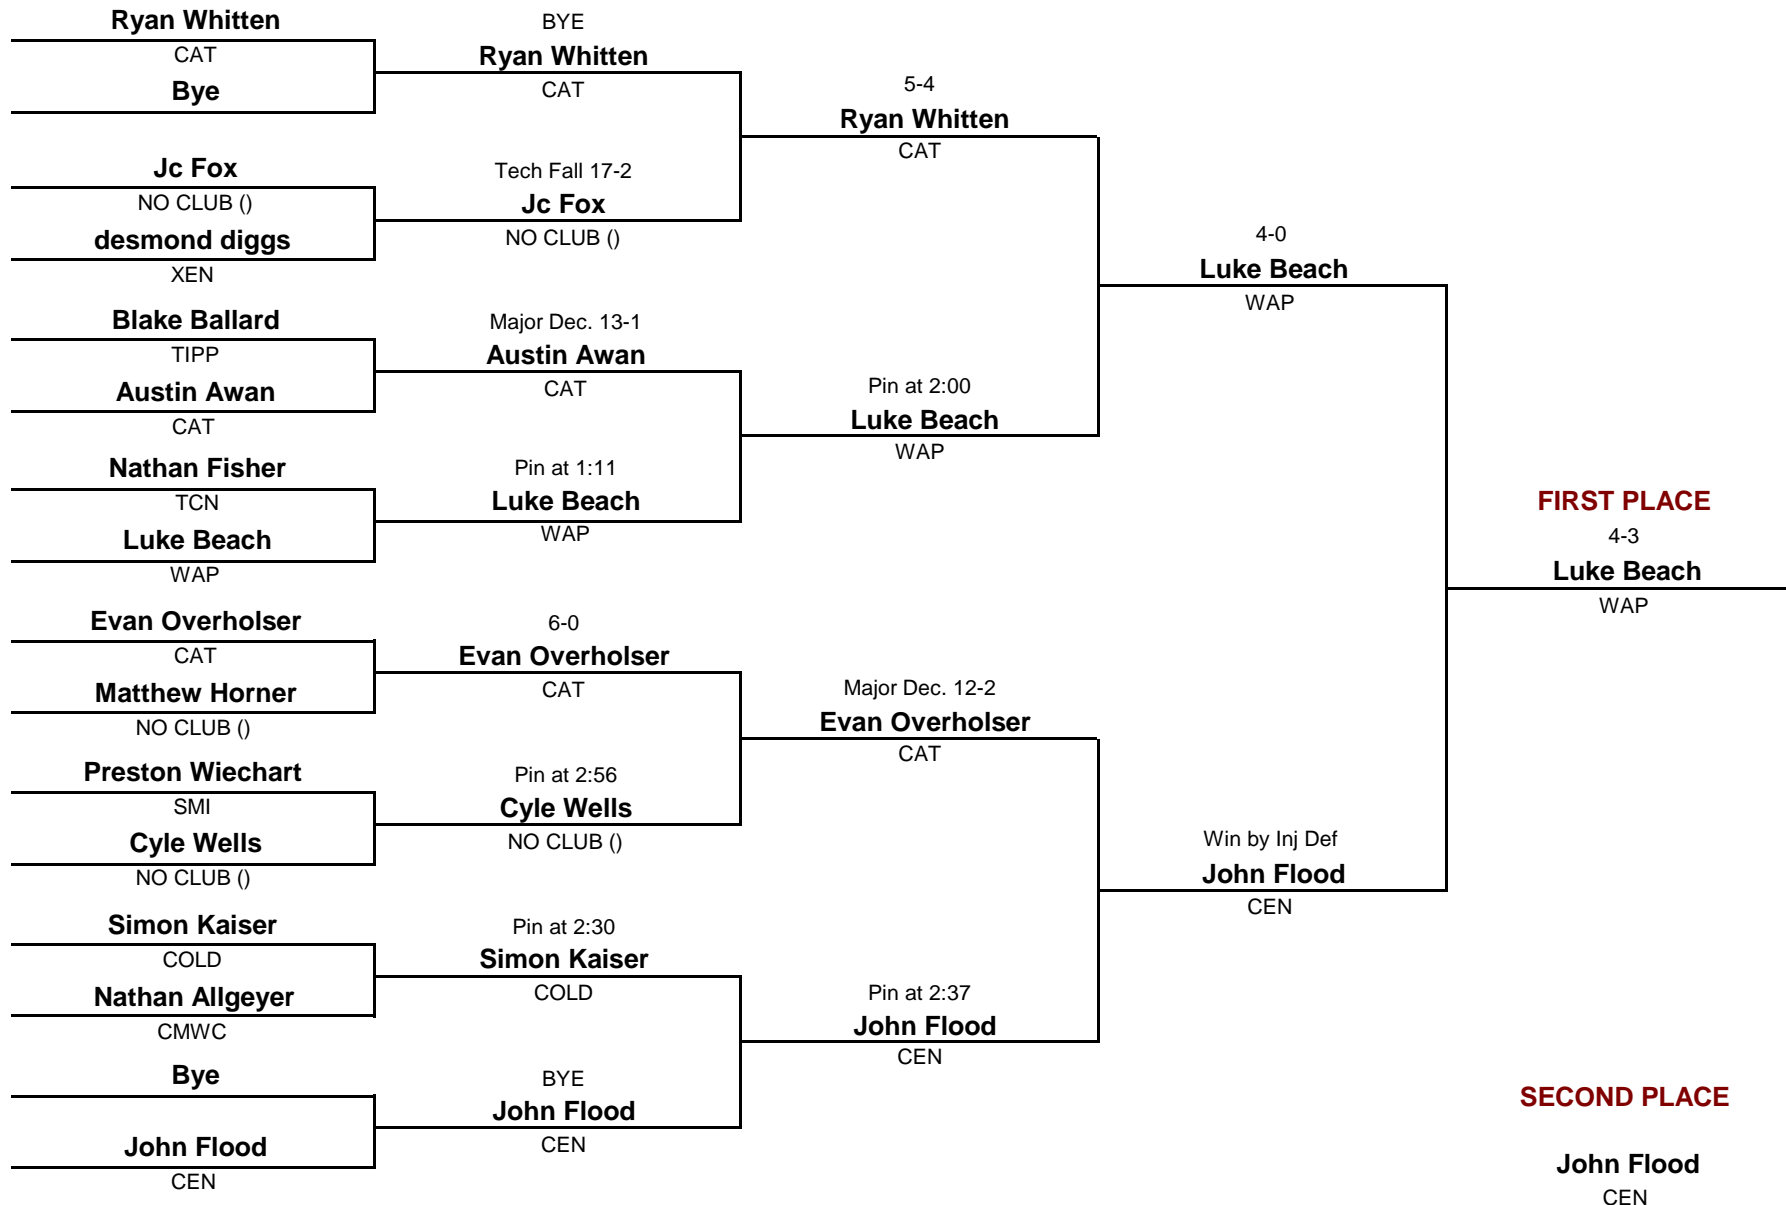 Ryan Whitten
CAT
Bye
Jc Fox
NO CLUB ()
desmond diggs
XEN
Blake Ballard
TIPP
Austin Awan
CAT
Nathan Fisher
TCN
Luke Beach
WAP
Evan Overholser
CAT
Matthew Horner
NO CLUB ()
Preston Wiechart
SMI
Cyle Wells
NO CLUB ()
Simon Kaiser
COLD
Nathan Allgeyer
CMWC
Bye
John Flood
CEN
BYE
Ryan Whitten
CAT
Tech Fall 17-2
Jc Fox
NO CLUB ()
Major Dec. 13-1
Austin Awan
CAT
Pin at 1:11
Luke Beach
WAP
6-0
Evan Overholser
CAT
Pin at 2:56
Cyle Wells
NO CLUB ()
Pin at 2:30
Simon Kaiser
COLD
BYE
John Flood
CEN
5-4
Ryan Whitten
CAT
Pin at 2:00
Luke Beach
WAP
Major Dec. 12-2
Evan Overholser
CAT
Pin at 2:37
John Flood
CEN
4-0
Luke Beach
WAP
Win by Inj Def
John Flood
CEN
FIRST PLACE
4-3
Luke Beach
WAP
SECOND PLACE
John Flood
CEN